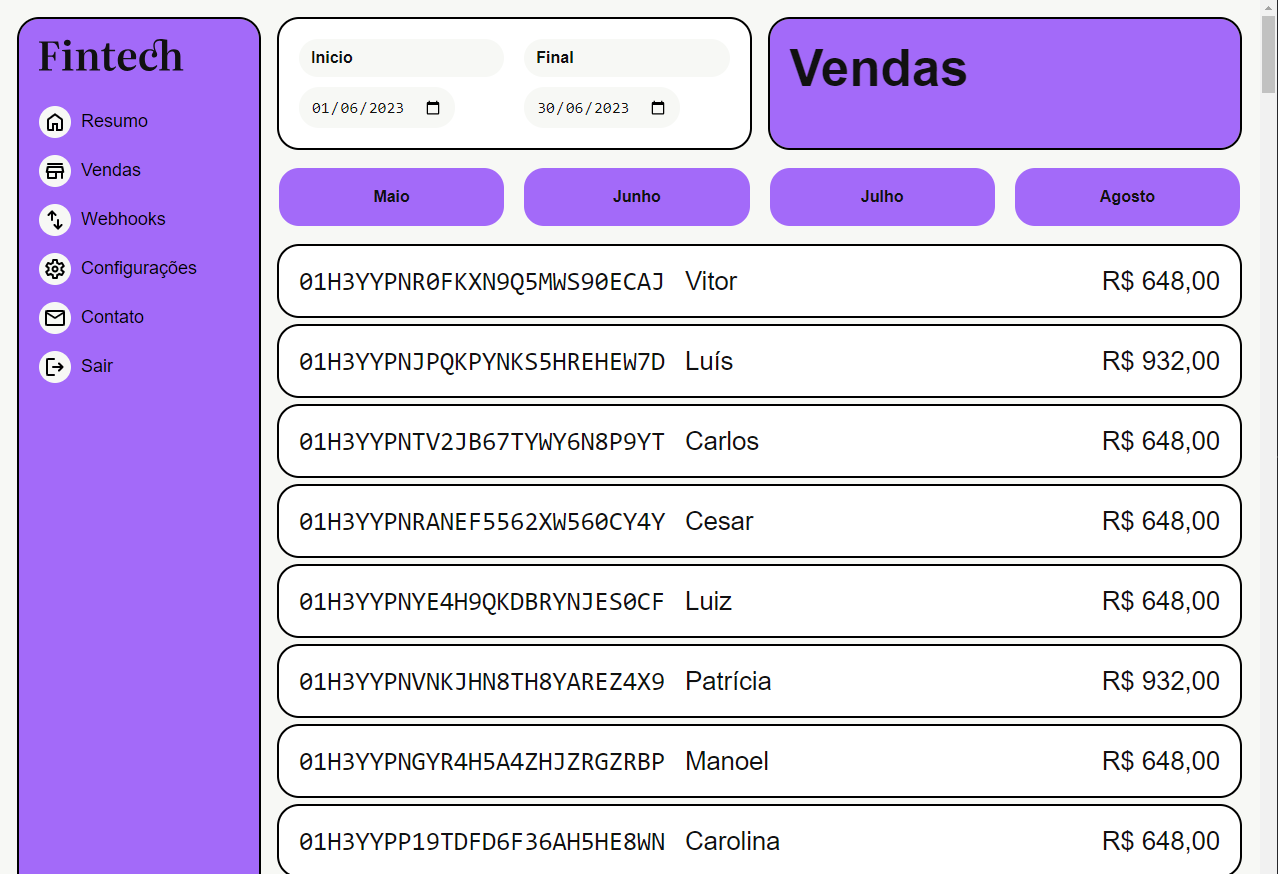 Fintech
Resumo
Vendas
Webhooks
Configurações
Contato
Sair
Inicio
01/06/2023
Final
30/06/2023
Vendas
Maio
Junho
Julho
Agosto
01H3YYPNR0FKXN9Q5MWS90ECAJ Vitor R$ 648,00
01H3YYPNJPQKPYNKS5HREHEW7D Luís R$ 932,00
01H3YYPNTV2JB67TYWY6N8P9YT Carlos R$ 648,00
01H3YYPNRANEF5562XW560CY4Y Cesar R$ 648,00
01H3YYPNYE4H9QKDBRYNJES0CF Luiz R$ 648,00
01H3YYPNVNKJHN8TH8YAREZ4X9 Patrícia R$ 932,00
01H3YYPNGYR4H5A4ZHJZRGZRBP Manoel R$ 648,00
01H3YYPP19TDFD6F36AH5HE8WN Carolina R$ 648,00